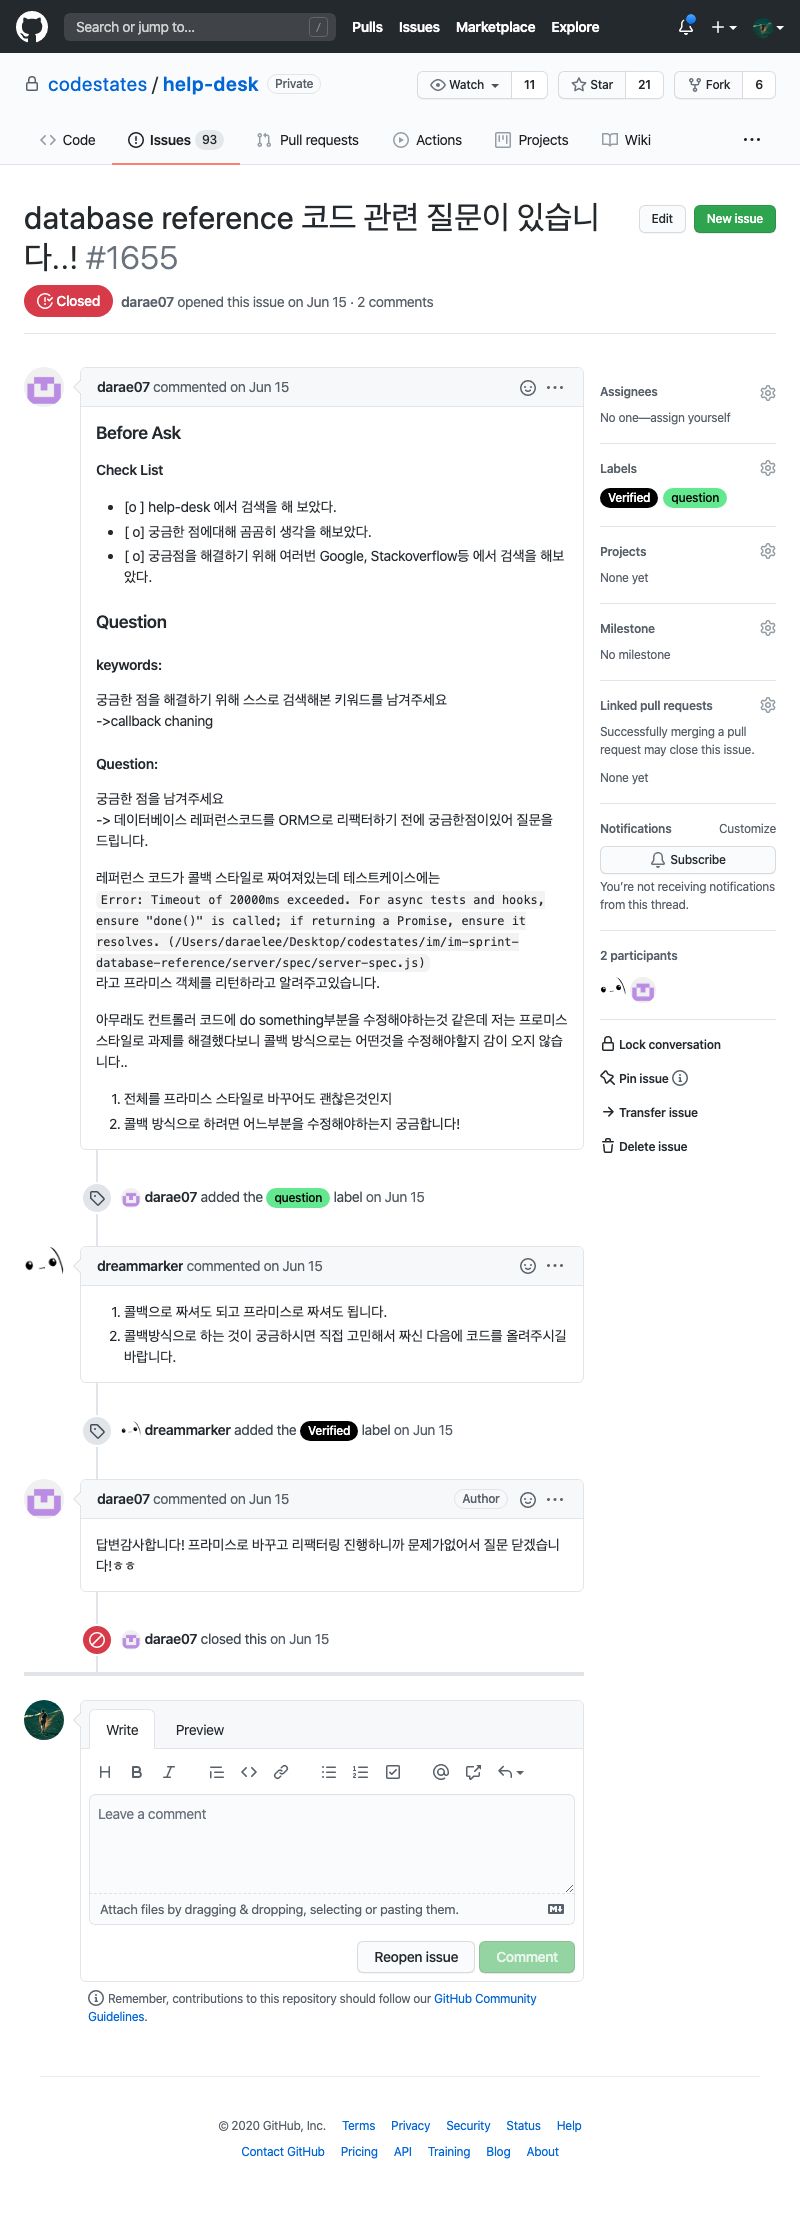 Search or jump to...
/
Pulls
Issues
Marketplace
Explore
codestates / help-desk
Private
Watch
11
Star
21
Fork
6
Code
Issues 93
Pull requests
Actions
Projects
Wiki
database reference 코드 관련 질문이 있습니
다..! #1655
Edit
New issue
Closed
darae07 opened this issue on Jun 15 · 2 comments
darae07 commented on Jun 15
Before Ask
Check List
[o ] help-desk 에서 검색을 해 보았다.
[ o] 궁금한 점에대해 곰곰히 생각을 해보았다.
[ o] 궁금점을 해결하기 위해 여러번 Google, Stackoverflow등 에서 검색을 해보
았다.
Question
keywords:
궁금한 점을 해결하기 위해 스스로 검색해본 키워드를 남겨주세요
->callback chaning
Question:
궁금한 점을 남겨주세요
-> 데이터베이스 레퍼런스코드를 ORM으로 리팩터하기 전에 궁금한점이있어 질문을
드립니다.
레퍼런스 코드가 콜백 스타일로 짜여져있는데 테스트케이스에는
Error: Timeout of 20000ms exceeded. For async tests and hooks,
ensure "done()" is called; if returning a Promise, ensure it
resolves. (/Users/daraelee/Desktop/codestates/im/im-sprint-
database-reference/server/spec/server-spec.js)
라고 프라미스 객체를 리턴하라고 알려주고있습니다.
아무래도 컨트롤러 코드에 do something부분을 수정해야하는것 같은데 저는 프로미스
스타일로 과제를 해결했다보니 콜백 방식으로는 어떤것을 수정해야할지 감이 오지 않습
니다..
1. 전체를 프라미스 스타일로 바꾸어도 괜찮은것인지
2. 콜백 방식으로 하려면 어느부분을 수정해야하는지 궁금합니다!
Assignees
No one—assign yourself
Labels
Verified
question
Projects
None yet
Milestone
No milestone
Linked pull requests
Successfully merging a pull
request may close this issue.
None yet
Notifications
Customize
Subscribe
You're not receiving notifications
from this thread.
2 participants
Lock conversation
Pin issue
Transfer issue
Delete issue
darae07 added the question label on Jun 15
dreammarker commented on Jun 15
1. 콜백으로 짜셔도 되고 프라미스로 짜셔도 됩니다.
2. 콜백방식으로 하는 것이 궁금하시면 직접 고민해서 짜신 다음에 코드를 올려주시길
바랍니다.
dreammarker added the Verified label on Jun 15
darae07 commented on Jun 15
Author
답변감사합니다! 프라미스로 바꾸고 리팩터링 진행하니까 문제가없어서 질문 닫겠습니
다!ㅎㅎ
darae07 closed this on Jun 15
Write
Preview
Leave a comment
Attach files by dragging & dropping, selecting or pasting them.
Reopen issue
Comment
Remember, contributions to this repository should follow our GitHub Community
Guidelines.
© 2020 GitHub, Inc.
Terms
Privacy
Security
Status
Help
Contact GitHub
Pricing
API
Training
Blog
About